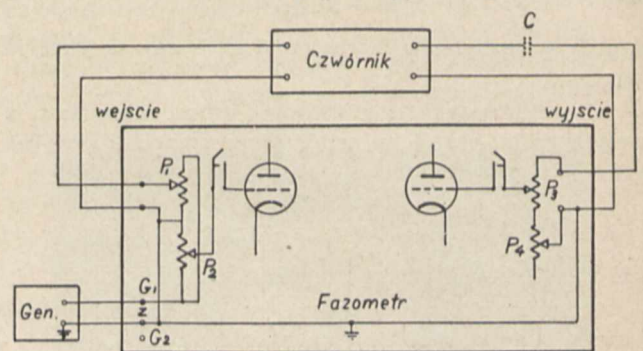 C
Czwórnik
wejscie
wyjscie
P1
P3
P2
P4
G1
Z
Gen.
Fazometr
G2